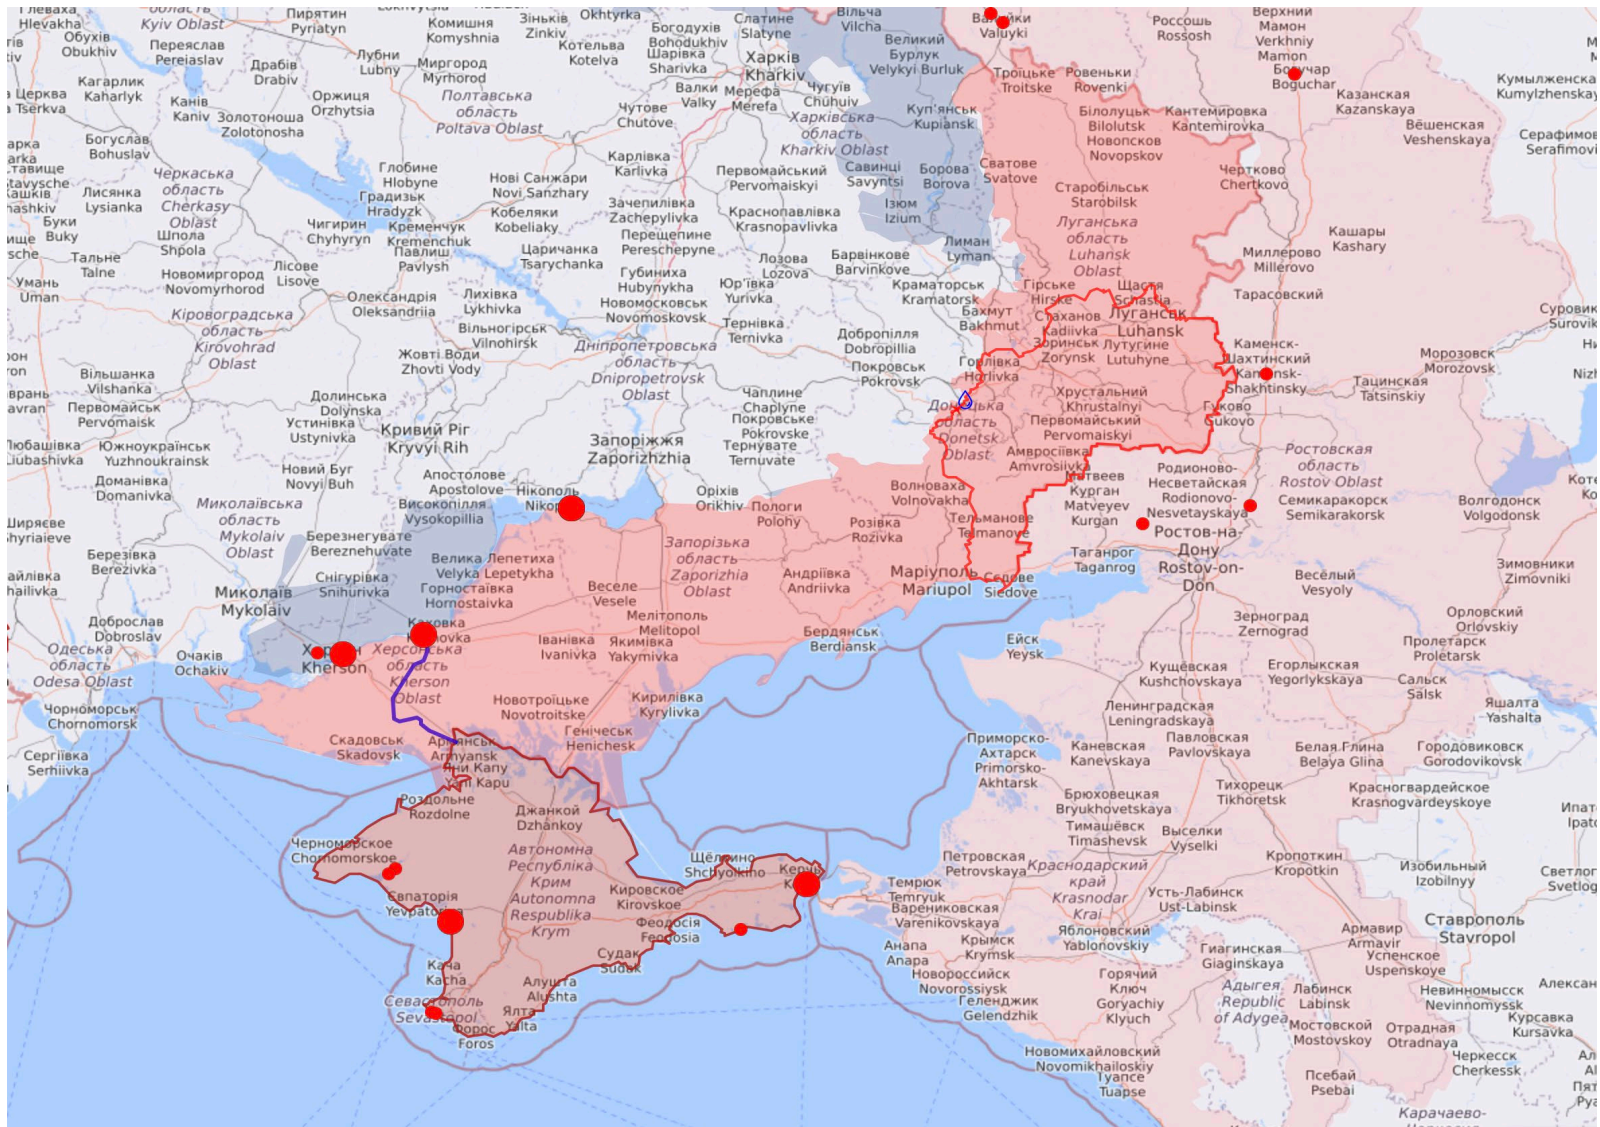 Kyiv Oblast
Пирятин
Pyriatyn
Обухів
Obukhiv
Переяслав
Pereiaslav
Драбів
Drabiv
Лубни
Lubny
Комишня
Komyshnia
Зіньків
Zinkiv
Okhtyrka
Котельва
Kotelva
Богодухів
Bohodukhiv
Шарівка
Sharivka
Слатине
Slatyne
Харків
Kharkiv
Мерефа
Merefa
Валки
Valky
Вільча
Vilcha
Великий
Бурлук
Velykyi Burluk
Чугуїв
Chuhuiv
Харківська
область
Kharkiv Oblast
Куп'янськ
Kupiansk
Valuyki
Троїцьке
Troitske
Ровеньки
Rovenki
Россошь
Rossosh
Верхний
Мамон
Verkhniy
Mamon
Boguchar
Казанская
Kazanskaya
Вёшенская
Veshenskaya
Кумылженская
Kumylzhenskay
Кагарлик
Kaharlyk
Канів
Kaniv
Золотоноша
Zolotonosha
Оржиця
Orzhytsia
Миргород
Myrhorod
Полтавська
область
Poltava Oblast
Чутове
Chutove
Богуслав
Bohuslav
Черкаська
область
Cherkasy
Oblast
Лисянка
Lysianka
Буки
Buky
Шпола
Shpola
Глобине
Hlobyne
Градизьк
Hradyzk
Кременчук
Kremenchuk
Нові Санжари
Novi Sanzhary
Кобеляки
Kobeliaky
Карлівка
Karlivka
Первомайський
Pervomaiskyi
Зачепилівка
Zachepylivka
Краснопавлівка
Krasnopavlivka
Савинці
Savyntsi
Борова
Borova
Ізюм
Izium
Сватове
Svatove
Білолуцьк
Bilolutsk
Новопсков
Novopskov
Кантемировка
Kantemirovka
Старобільськ
Starobilsk
Луганська
область
Luhansk
Oblast
Чертково
Chertkovo
Кашары
Kashary
Миллерово
Millerovo
Тарасовский
Чигирин
Chyhyryn
Павлиш
Pavlysh
Царичанка
Tsarychanka
Перещепине
Pereschepyne
Губиниха
Hubynykha
Лозова
Lozova
Барвінкове
Barvinkove
Лиман
Lyman
Тальне
Talne
Умань
Uman
Новомиргород
Novomyrhorod
Лісове
Lisove
Олександрія
Oleksandriia
Лихівка
Lykhivka
Новомосковськ
Novomoskovsk
Юр'ївка
Yurivka
Краматорськ
Kramatorsk
Гірське
Hirske
Щастя
Schastia
Бахмут
Bakhmut
Стаханов
Kadiivka
Луганськ
Luhansk
Кіровоградська
область
Kirovohrad
Oblast
Вільногірськ
Vilnohirsk
Жовті Води
Zhovti Vody
Дніпропетровська
область
Dnipropetrovsk
Oblast
Тернівка
Ternivka
Добропілля
Dobropillia
Покровськ
Pokrovsk
Горлівка
Horlivka
Зоринськ
Zorynsk
Лутугине
Lutuhyne
Каменск-
Шахтинский
Kamensk-
Shakhtinsky
Морозовск
Morozovsk
Тацинская
Tatsinskiy
Вільшанка
Vilshanka
Первомайськ
Pervomaisk
Долинська
Dolynska
Устинівка
Ustynivka
Чаплине
Chaplyne
Покровське
Pokrovske
Тернувате
Ternuvate
Донецька
область
Donetsk
Oblast
Хрустальний
Khrustalnyi
Первомайський
Pervomaiskyi
Гуково
Gukovo
Южноукраїнськ
Yuzhnoukrainsk
Кривий Ріг
Kryvyi Rih
Запоріжжя
Zaporizhzhia
Амвросіївка
Amvrosiivka
Ростовская
область
Rostov Oblast
Доманівка
Domanivka
Новий Буг
Novyi Buh
Апостолове
Apostolove
Нікополь
Nikopol
Оріхів
Orikhiv
Пологи
Polohy
Волноваха
Volnovakha
Матвеев
Курган
Matveyev
Kurgan
Родионово-
Несветайская
Rodionovo-
Nesvetayskaya
Семикаракорск
Semikarakorsk
Волгодонск
Volgodonsk
Миколаївська
область
Mykolaiv
Oblast
Високопілля
Vysokopillia
Березівка
Berezivka
Березнегувате
Bereznehuvate
Снігурівка
Snihurivka
Велика
Лепетиха
Velyka Lepetykha
Запорізька
область
Zaporizhia
Oblast
Розівка
Rozivka
Тельманове
Telmanove
Таганрог
Taganrog
Ростов-на-
Дону
Rostov-on-
Don
Весёлый
Vesyoly
Зимовники
Zimovniki
Миколаїв
Mykolaiv
Горностаївка
Hornostaivka
Веселе
Vesele
Андріївка
Andriivka
Маріуполь
Mariupol
Сєдове
Siedove
Доброслав
Dobroslav
Одеська
область
Odesa Oblast
Очаків
Ochakiv
Kherson
Каховка
Херсонська
область
Kherson
Oblast
Іванівка
Ivanivka
Мелітополь
Melitopol
Якимівка
Yakymivka
Бердянськ
Berdiansk
Ейск
Yeysk
Зерноград
Zernograd
Орловский
Orlovskiy
Пролетарск
Proletarsk
Кущёвская
Kushchovskaya
Егорлыкская
Yegorlykskaya
Сальск
Salsk
Чорноморськ
Chornomorsk
Новотроїцьке
Novotroitske
Кирилівка
Kyrylivka
Генічеськ
Henichesk
Ленинградская
Leningradskaya
Яшалта
Yashalta
Сергіївка
Serhiivka
Скадовськ
Skadovsk
Армянськ
Armyansk
Яни Капу
Yani Kapu
Приморско-
Ахтарск
Primorsko-
Akhtarsk
Каневская
Kanevskaya
Павловская
Pavlovskaya
Белая Глина
Belaya Glina
Городовиковск
Gorodovikovsk
Роздольне
Rozdolne
Джанкой
Dzhankoy
Брюховецкая
Bryukhovetskaya
Тихорецк
Tikhoretsk
Красногвардейское
Krasnogvardeyskoye
Черноморское
Chornomorskoe
Автономна
Республіка
Крим
Autonomna
Respublika
Krym
Щёлкино
Shchyolkino
Керчь
Тимашёвск
Timashevsk
Выселки
Vyselki
Петровская
Petrovskaya
Краснодарский
край
Krasnodar
Krai
Кропоткин
Kropotkin
Изобильный
Izobilnyy
Євпаторія
Yevpatoria
Кировское
Kirovskoe
Феодосія
Feodosia
Темрюк
Temryuk
Варениковская
Varenikovskaya
Усть-Лабинск
Ust-Labinsk
Ставрополь
Stavropol
Кача
Kacha
Судак
Sudak
Анапа
Anapa
Крымск
Krymsk
Яблоновский
Yablonovskiy
Гиагинская
Giaginskaya
Армавир
Armavir
Успенское
Uspenskoye
Севастополь
Sevastopol
Алушта
Alushta
Ялта
Yalta
Форос
Foros
Новороссийск
Novorossiysk
Геленджик
Gelendzhik
Горячий
Ключ
Goryachiy
Klyuch
Адыгея
Republic
of Adygea
Лабинск
Labinsk
Невинномысск
Nevinnomyssk
Курсавка
Kursavka
Мостовской
Mostovskoy
Отрадная
Otradnaya
Черкесск
Cherkessk
Новомихайловский
Novomikhailoskiy
Туапсе
Tuapse
Псебай
Psebai
Карачаево-